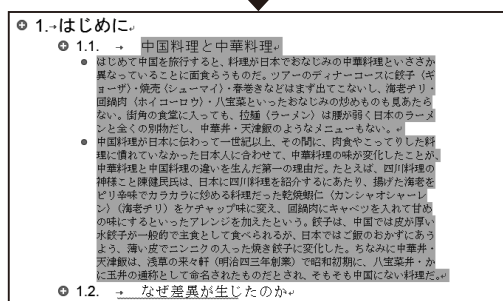 1.→はじめに
1.1. → 中国料理と中華料理
はじめて中国を旅行すると、料理が日本でおなじみの中華料理といささか
異なっていることに面食らうものだ。ツアーのディナーコースに餃子（ギ
ョーザ）・焼売（シューマイ）・春巻きなどはまず出てこないし、海老チリ・
回鍋肉（ホイコーロウ）・八宝菜といったおなじみの炒めものも見あたら
ない。街角の食堂に入っても、拉麺（ラーメン）は腰が弱く日本のラーメ
ンと全くの別物だし、中華丼・天津飯のようなメニューもない。
中国料理が日本に伝わって一世紀以上、その間に、肉食やこってりした料
理に慣れていなかった日本人に合わせて、中華料理の味が変化したことが、
中華料理と中国料理の違いを生んだ第一の理由だ。たとえば、四川料理の
神様こと陳健民氏は、日本に四川料理を紹介するにあたり、揚げた海老を
ピリ辛味でカラカラに炒める料理だった乾焼蝦仁（カンシャオシャーレ
ン）（海老チリ）をケチャップ味に変え、回鍋肉にキャベツを入れて甘め
の味にするといったアレンジを加えたという。餃子は、中国では皮が厚い
水餃子が一般的で主食として食べられるが、日本ではご飯のおかずにあう
よう、薄い皮でニンニクの入った焼き餃子に変化した。ちなみに中華丼・
天津飯は、浅草の来々軒（明治四三年創業）で昭和初期に、八宝菜丼・か
に玉丼の通称として命名されたものだとされ、そもそも中国にない料理だ。
1.2. → なぜ差異が生じたのか